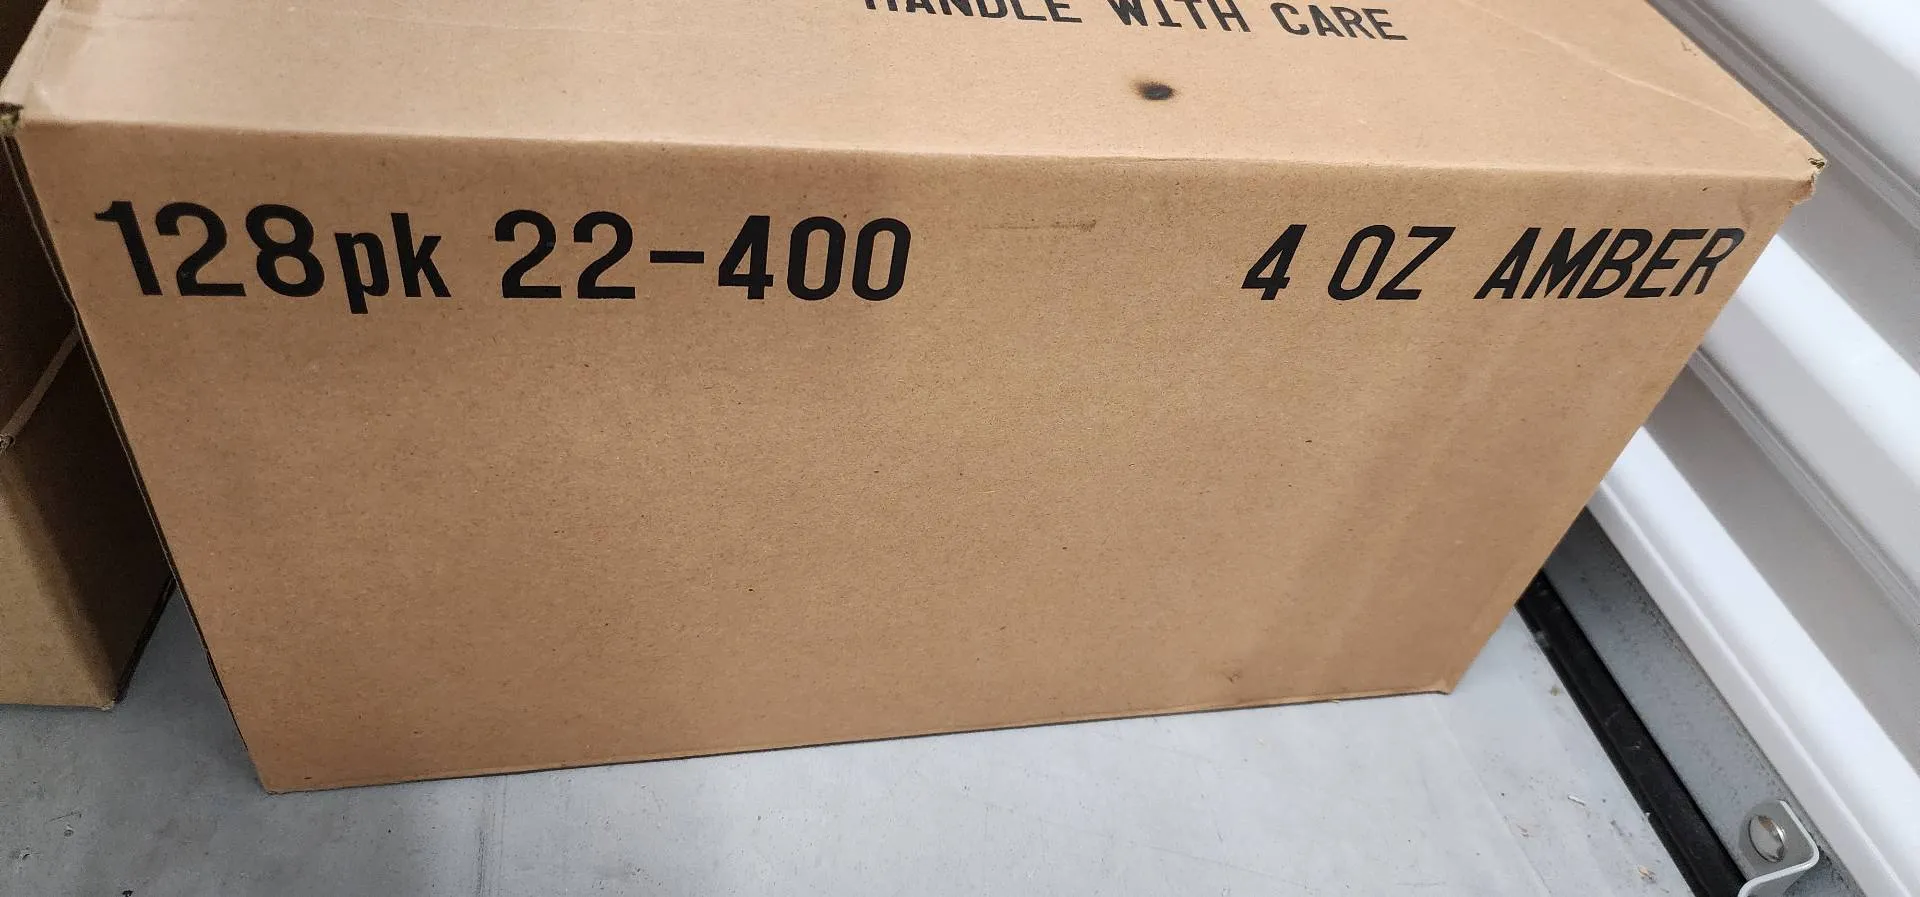 HANDLE WITH CARE
128pk 22-400 4 OZ AMBER